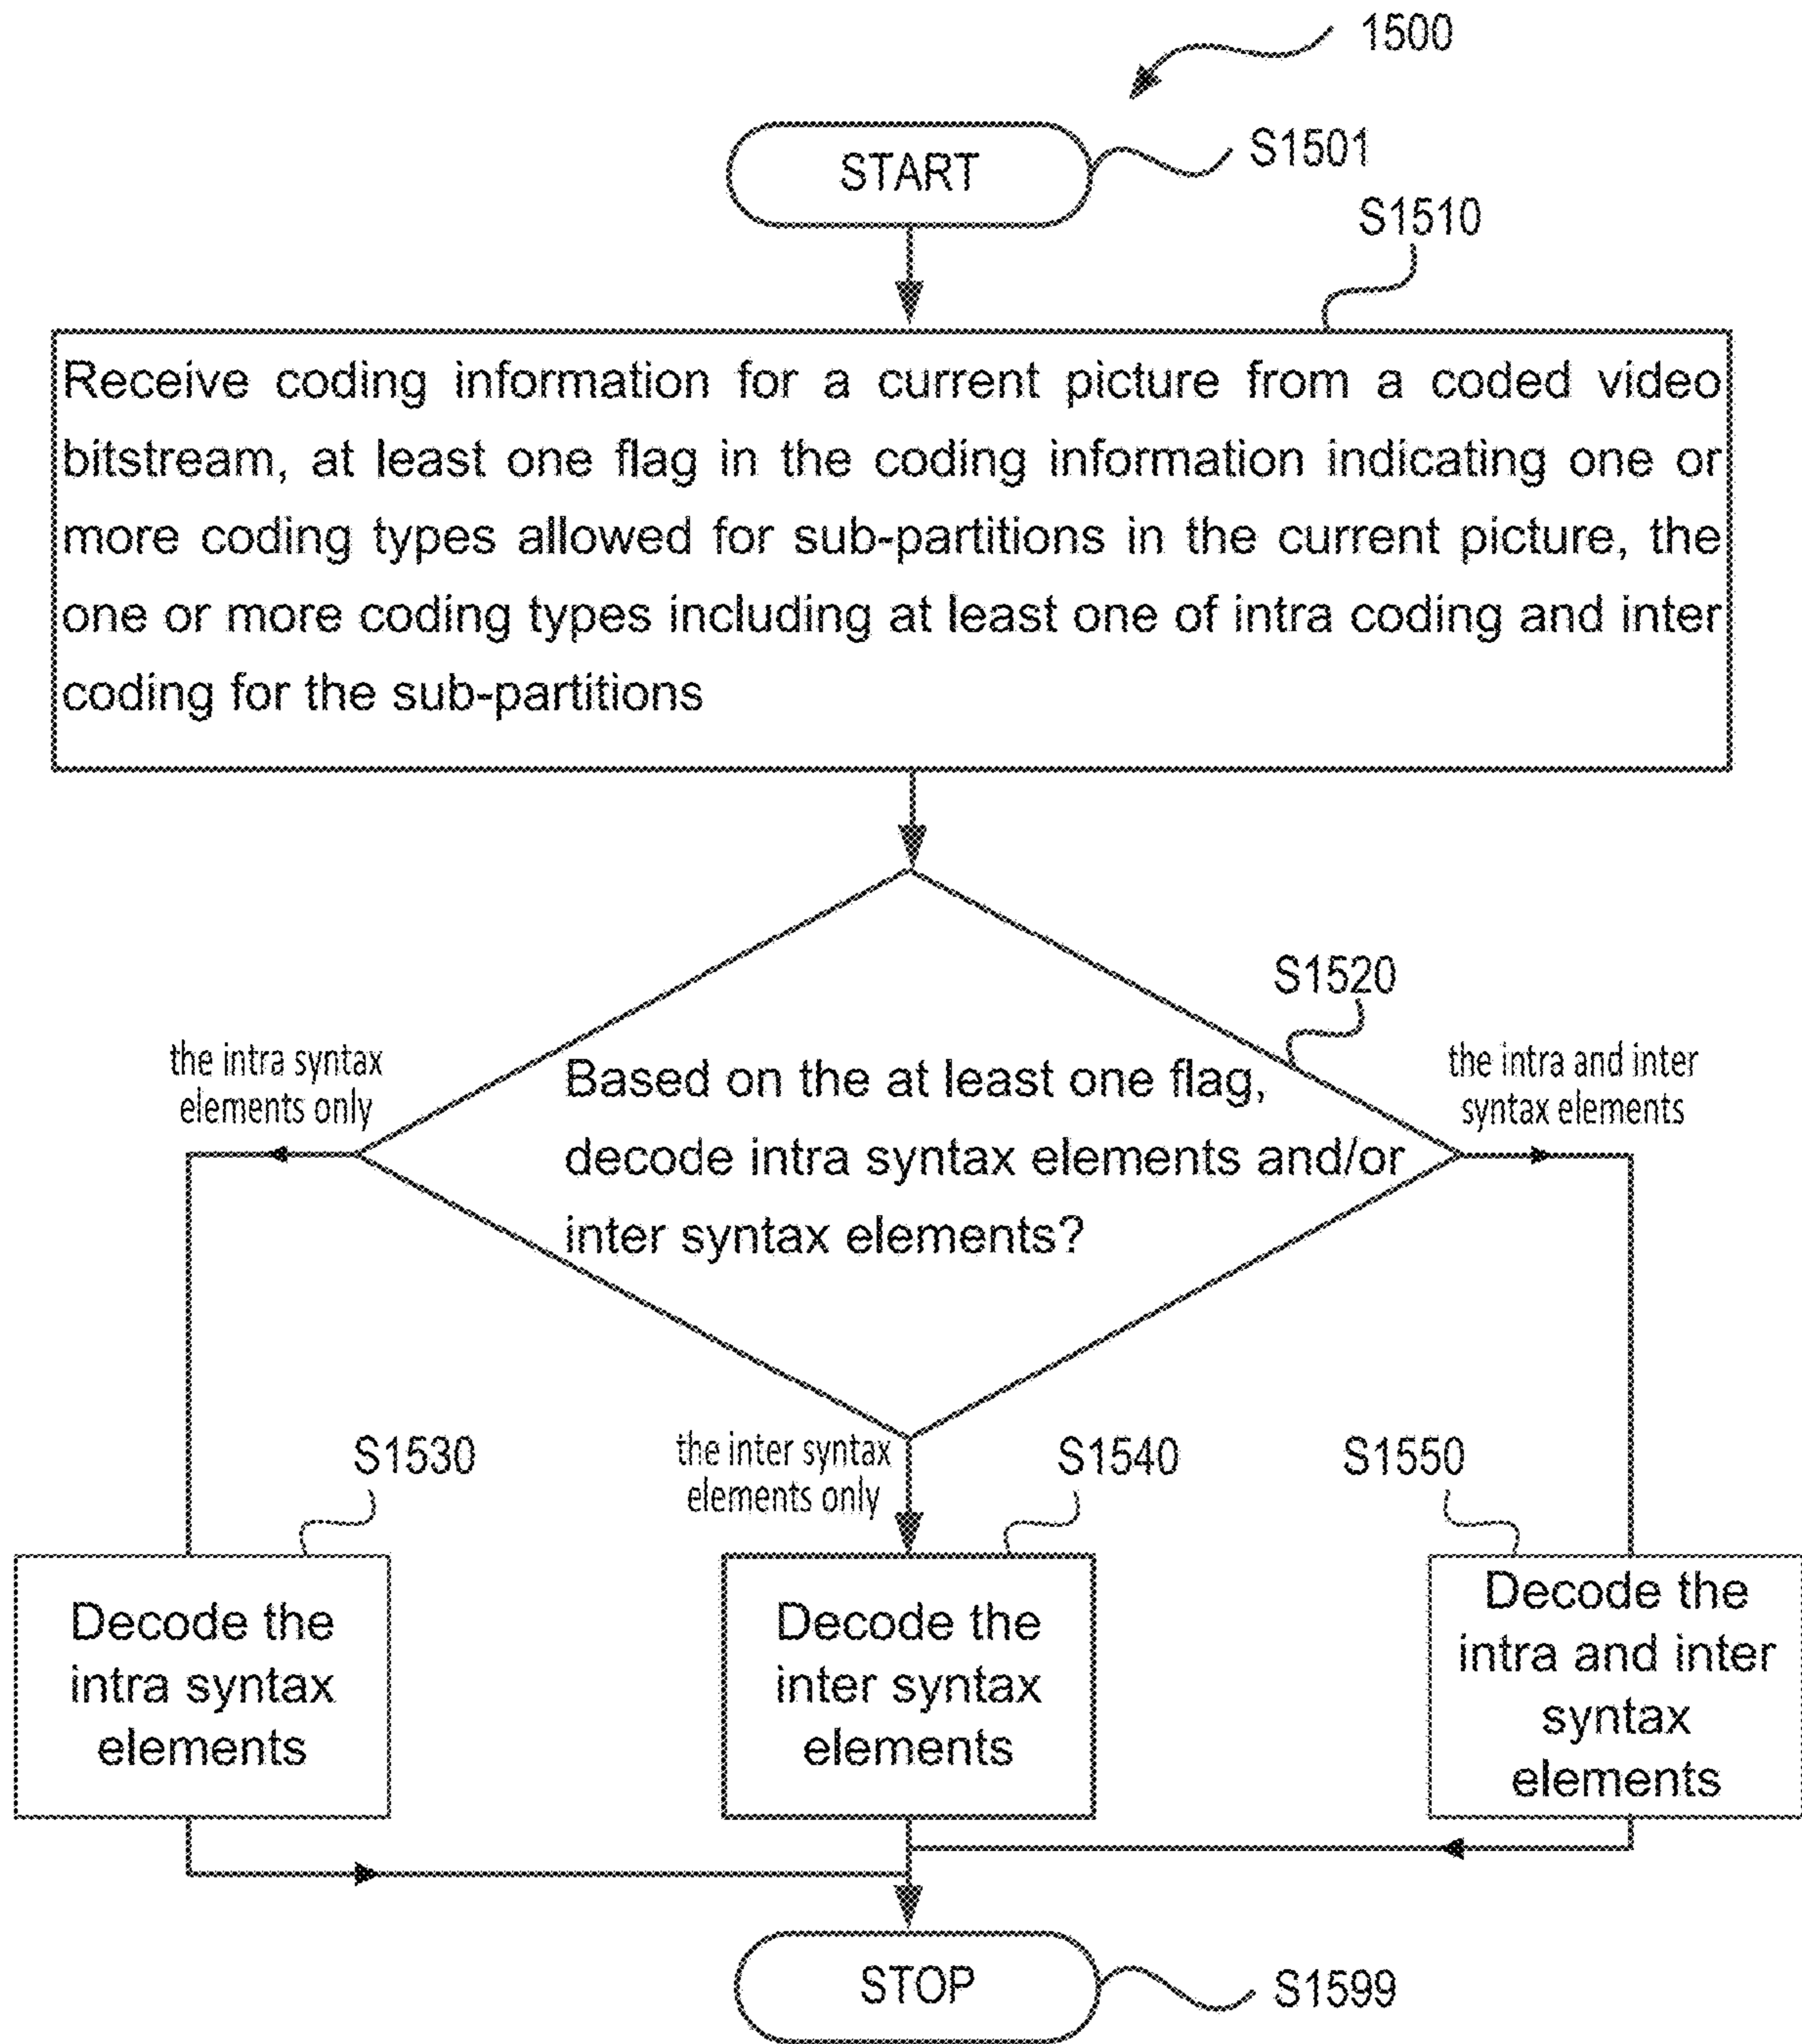 1500
START
S1501
S1510
Receive coding information for a current picture from a coded video
bitstream, at least one flag in the coding information indicating one or
more coding types allowed for sub-partitions in the current picture, the
one or more coding types including at least one of intra coding and inter
coding for the sub-partitions
S1520
the intra syntax
elements only
Based on the at least one flag,
decode intra syntax elements and/or
inter syntax elements?
the intra and inter
syntax elements
S1530
the inter syntax
elements only
S1540
S1550
Decode the
intra syntax
elements
Decode the
inter syntax
elements
Decode the
intra and inter
syntax
elements
STOP
S1599